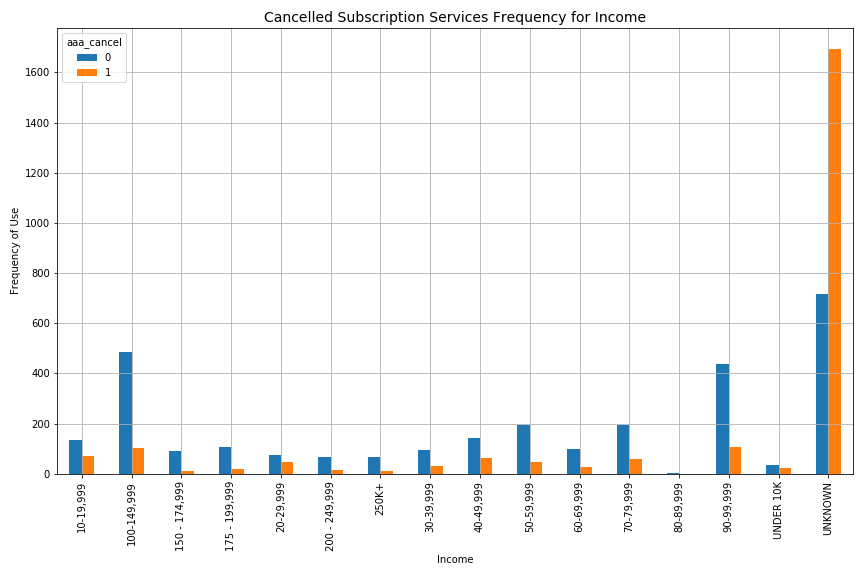 Cancelled Subscription Services Frequency for Income
aaa_cancel
0
1
1600
1400
1200
1000
800
600
400
200
0
Frequency of Use
10-19,999
100-149,999
150 - 174,999
175 - 199,999
20-29,999
200 - 249,999
250K+
30-39,999
40-49,999
50-59,999
60-69,999
70-79,999
80-89,999
90-99,999
UNDER 10K
UNKNOWN
Income